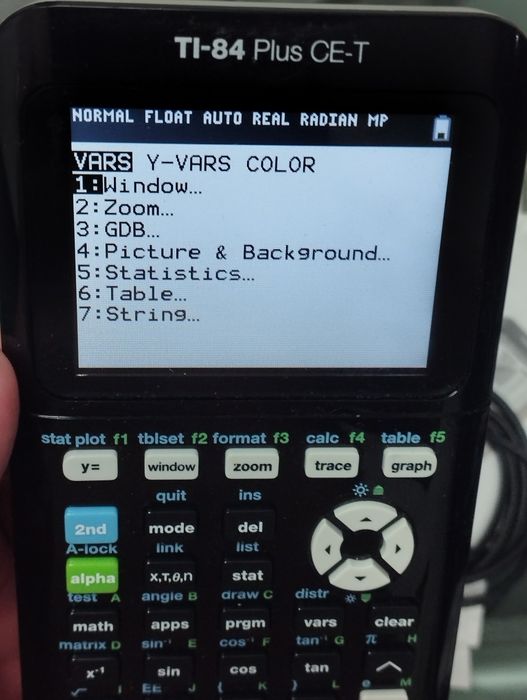 TI-84 Plus CE-T
NORMAL FLOAT AUTO REAL RADIAN MP
VARS Y-VARS COLOR
1:Window…
2:Zoom…
3:GDB…
4:Picture & Background…
5:Statistics…
6:Table…
7:String…
stat plot f1 tblset f2 format f3 calc f4 table f5
y= window zoom trace graph
quit ins
2nd mode del
A-lock link list
alpha X,T,θ,n stat
test A angle B draw C distr
math apps prgm vars clear
matrix D sin⁻¹ E cos⁻¹ F tan⁻¹ G π H
x⁻¹ sin cos tan ^
√ I EE J { K } L e M